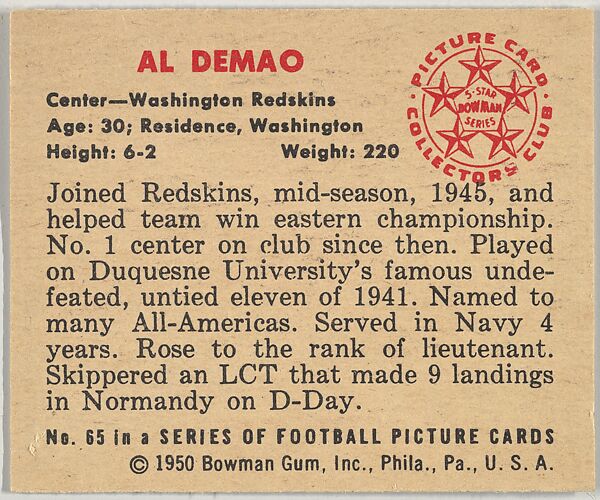 AL DEMAO
Center—Washington Redskins
Age: 30; Residence, Washington
Height: 6-2 Weight: 220
PICTURE CARD
5-STAR
BOWMAN
SERIES
COLLECTORS CLUB
Joined Redskins, mid-season, 1945, and
helped team win eastern championship.
No. 1 center on club since then. Played
on Duquesne University's famous unde-
feated, untied eleven of 1941. Named to
many All-Americas. Served in Navy 4
years. Rose to the rank of lieutenant.
Skippered an LCT that made 9 landings
in Normandy on D-Day.
No. 65 in a SERIES OF FOOTBALL PICTURE CARDS
© 1950 Bowman Gum, Inc., Phila., Pa., U. S. A.